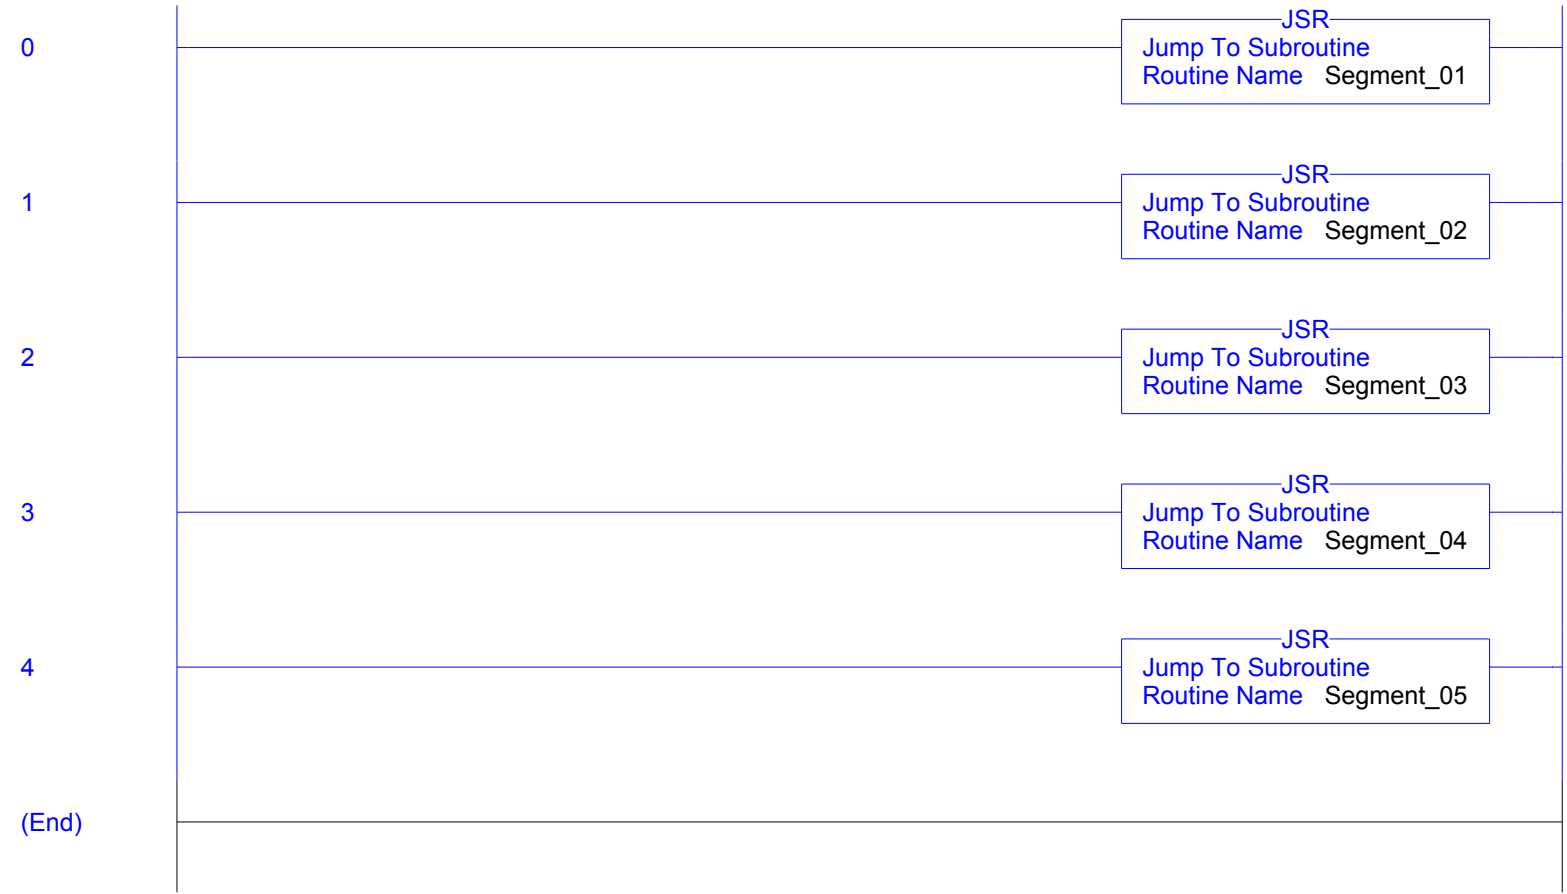 0
JSR
Jump To Subroutine
Routine Name Segment_01
1
JSR
Jump To Subroutine
Routine Name Segment_02
2
JSR
Jump To Subroutine
Routine Name Segment_03
3
JSR
Jump To Subroutine
Routine Name Segment_04
4
JSR
Jump To Subroutine
Routine Name Segment_05
(End)